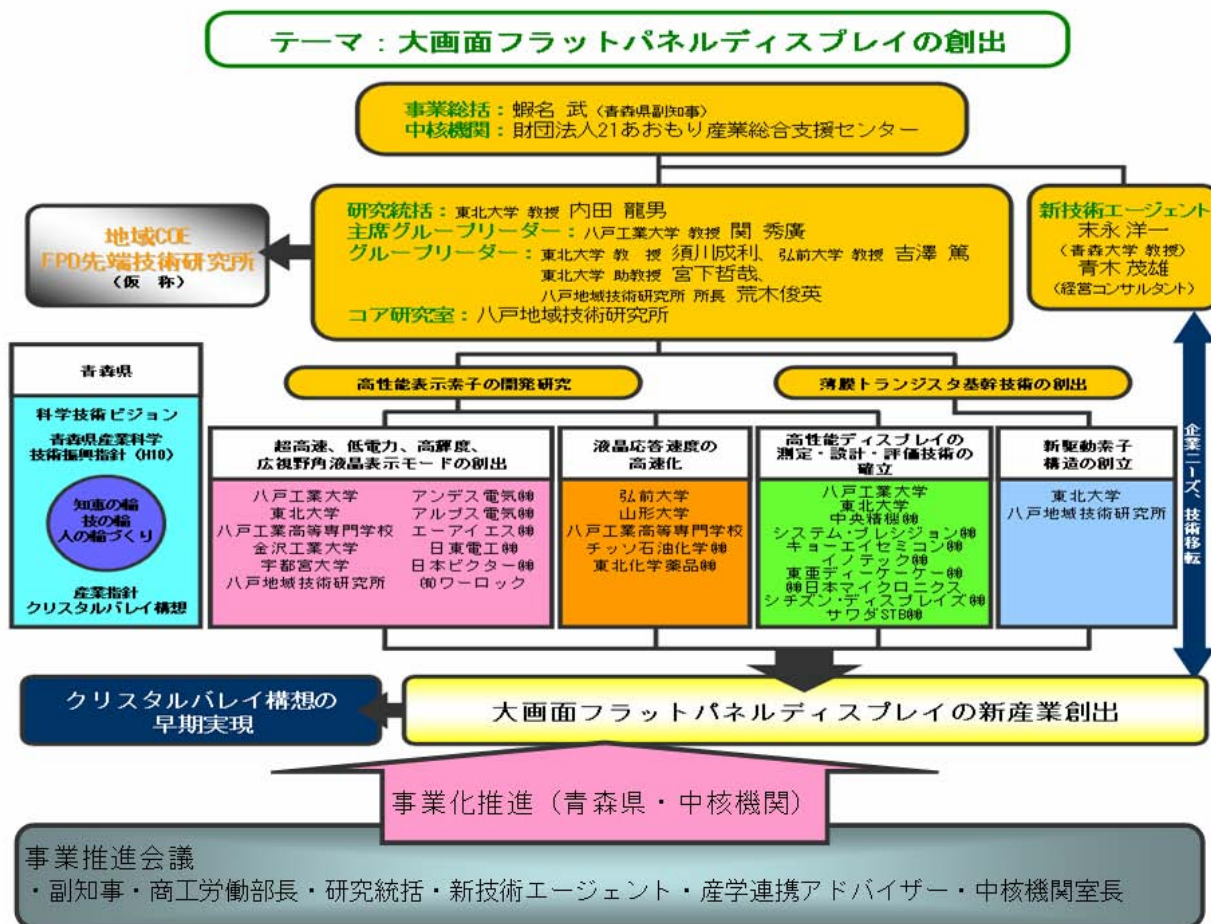 テーマ：大画面フラットパネルディスプレイの創出
事業総括：蝦名 武（青森県副知事）
中核機関：財団法人21あおもり産業総合支援センター
研究統括：東北大学 教授 内田 龍男
主席グループリーダー：八戸工業大学 教授 関 秀廣
グループリーダー：東北大学 教 授 須川成利、弘前大学 教授 吉澤 篤
東北大学 助教授 宮下哲哉、
八戸地域技術研究所 所長 荒木俊英
コア研究室：八戸地域技術研究所
新技術エージェント
末永 洋一
（青森大学 教授）
青木 茂雄
（経営コンサルタント）
地域COE
FPD先端技術研究所
（仮 称）
青森県
科学技術ビジョン
青森県産業科学
技術振興指針（H10）
知恵の輪
技の輪
人の輪づくり
産業指針
クリスタルバレイ構想
高性能表示素子の開発研究
薄膜トランジスタ基幹技術の創出
超高速、低電力、高輝度、
広視野角液晶表示モードの創出
八戸工業大学
東北大学
八戸工業高等専門学校
金沢工業大学
宇都宮大学
八戸地域技術研究所
アンデス電気㈱
アルプス電気㈱
エーアイエス㈱
日東電工㈱
日本ビクター㈱
㈱ワーロック
液晶応答速度の
高速化
弘前大学
山形大学
八戸工業高等専門学校
チッソ石油化学㈱
東北化学薬品㈱
高性能ディスプレイの
測定・設計・評価技術の
確立
八戸工業大学
東北大学
中央精機㈱
システム・プレシジョン㈱
キョーエイセミコン㈱
イノテック㈱
東亜ディーケーケー㈱
㈱日本マイクロニクス
シチズン・ディスプレイズ㈱
サワダSTB㈱
新駆動素子
構造の創立
東北大学
八戸地域技術研究所
企業ニーズ、技術移転
クリスタルバレイ構想の
早期実現
大画面フラットパネルディスプレイの新産業創出
事業化推進（青森県・中核機関）
事業推進会議
・副知事・商工労働部長・研究統括・新技術エージェント・産学連携アドバイザー・中核機関室長